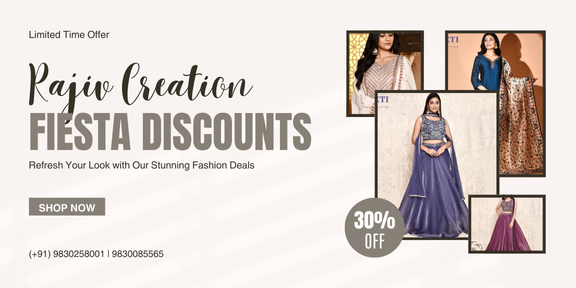 Limited Time Offer
Rajiv Creation
FIESTA DISCOUNTS
Refresh Your Look with Our Stunning Fashion Deals
SHOP NOW
(+91) 9830258001 | 9830085565
30%
OFF